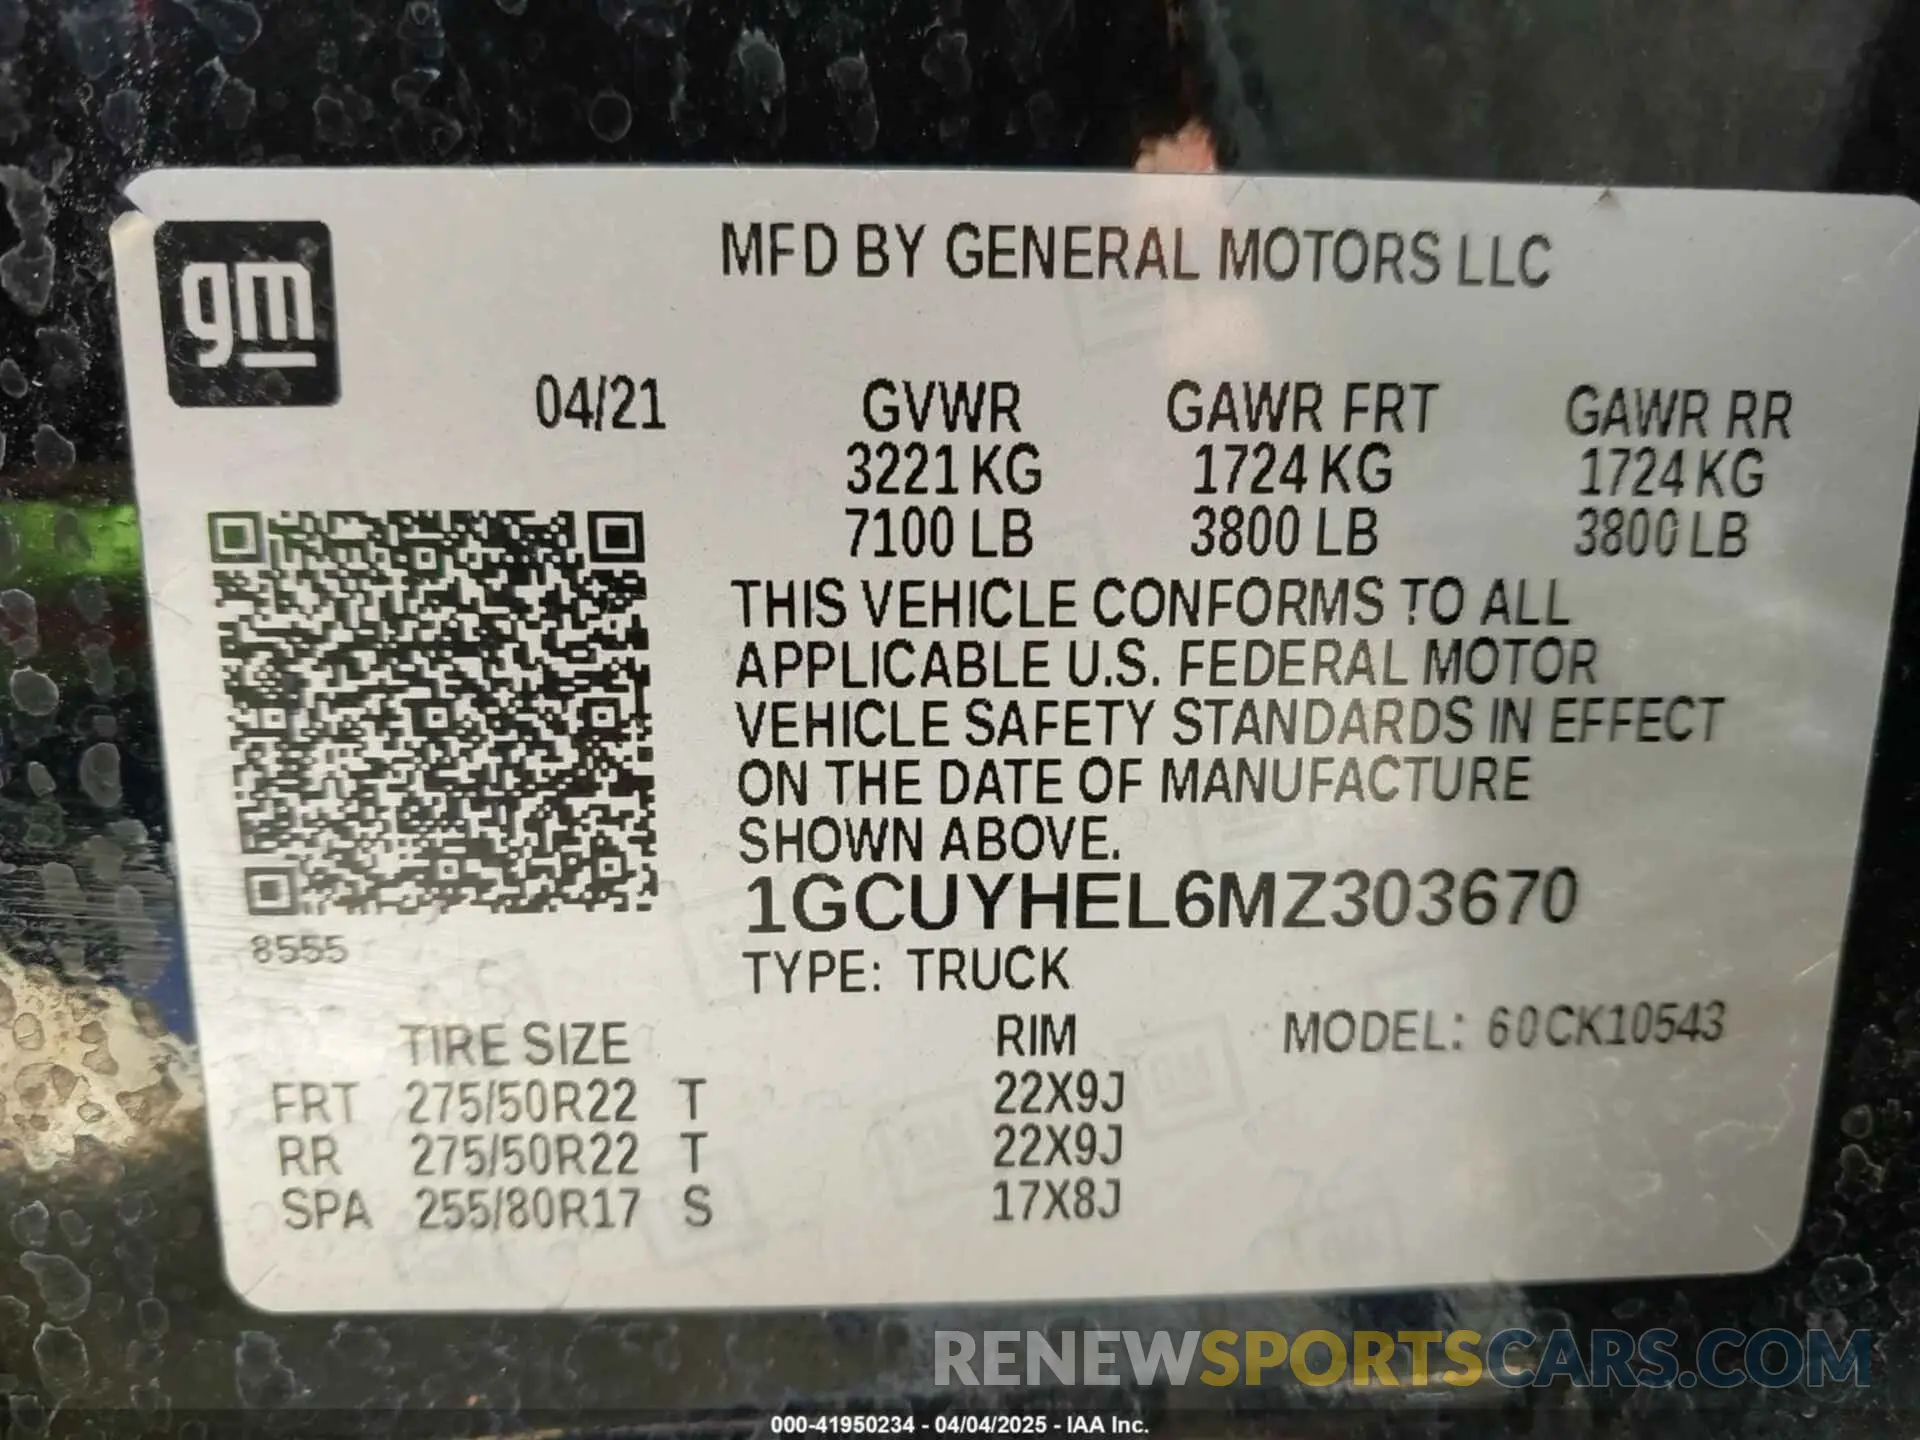 gm
MFD BY GENERAL MOTORS LLC
04/21 GVWR GAWR FRT GAWR RR
3221 KG 1724 KG 1724 KG
7100 LB 3800 LB 3800 LB
THIS VEHICLE CONFORMS TO ALL
APPLICABLE U.S. FEDERAL MOTOR
VEHICLE SAFETY STANDARDS IN EFFECT
ON THE DATE OF MANUFACTURE
SHOWN ABOVE.
1GCUYHEL6MZ303670
8555
TYPE: TRUCK
TIRE SIZE RIM MODEL: 60CK10543
FRT 275/50R22 T 22X9J
RR 275/50R22 T 22X9J
SPA 255/80R17 S 17X8J
RENEWSPORTSCARS.COM
000-41950234 - 04/04/2025 - IAA Inc.